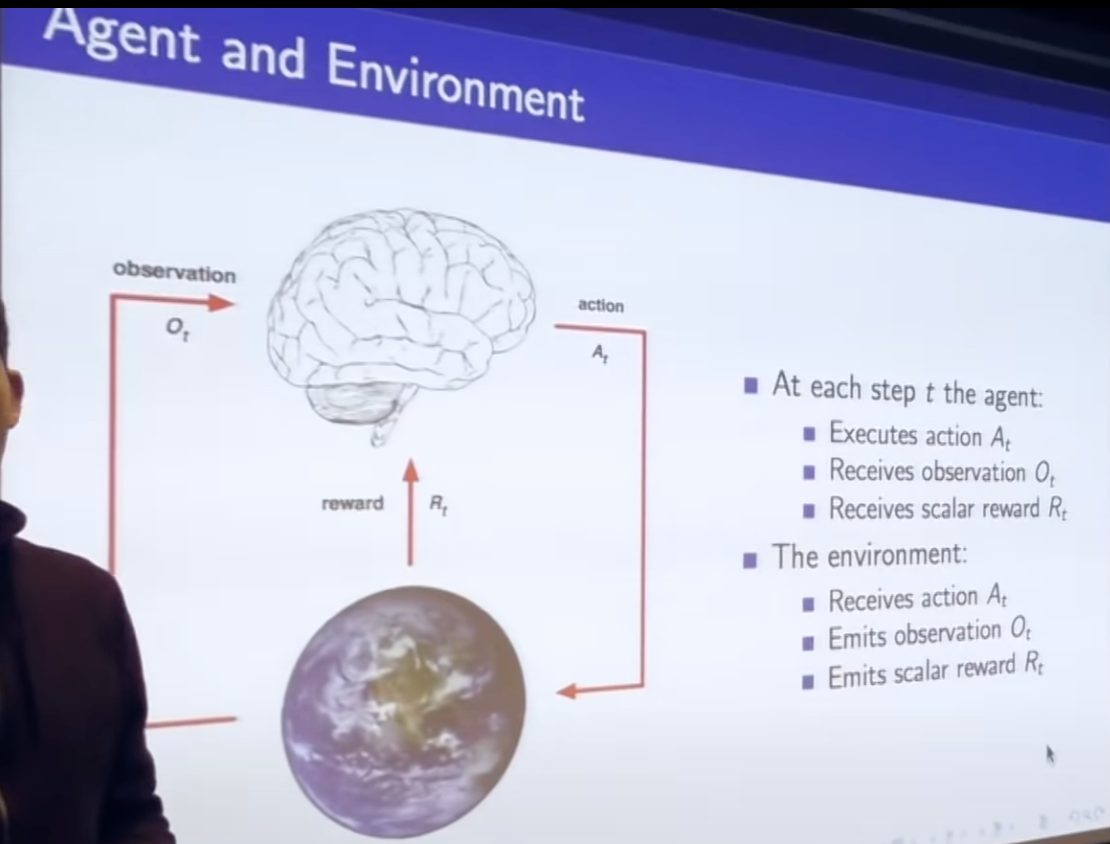 Agent and Environment
observation
O_t
action
A_t
reward
R_t
At each step t the agent:
Executes action A_t
Receives observation O_t
Receives scalar reward R_t
The environment:
Receives action A_t
Emits observation O_t
Emits scalar reward R_t